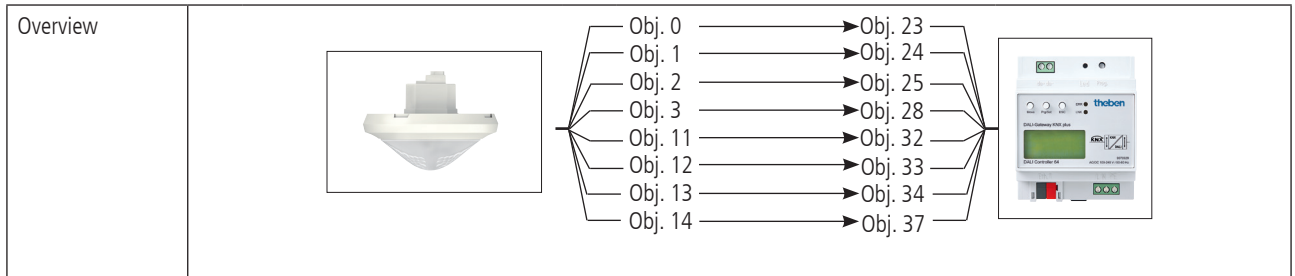 Overview
Obj. 0 Obj. 23
Obj. 1 Obj. 24
Obj. 2 Obj. 25
Obj. 3 Obj. 28
Obj. 11 Obj. 32
Obj. 12 Obj. 33
Obj. 13 Obj. 34
Obj. 14 Obj. 37
theben
DALI-Gateway KNX plus
KNX
DALI Controller 64